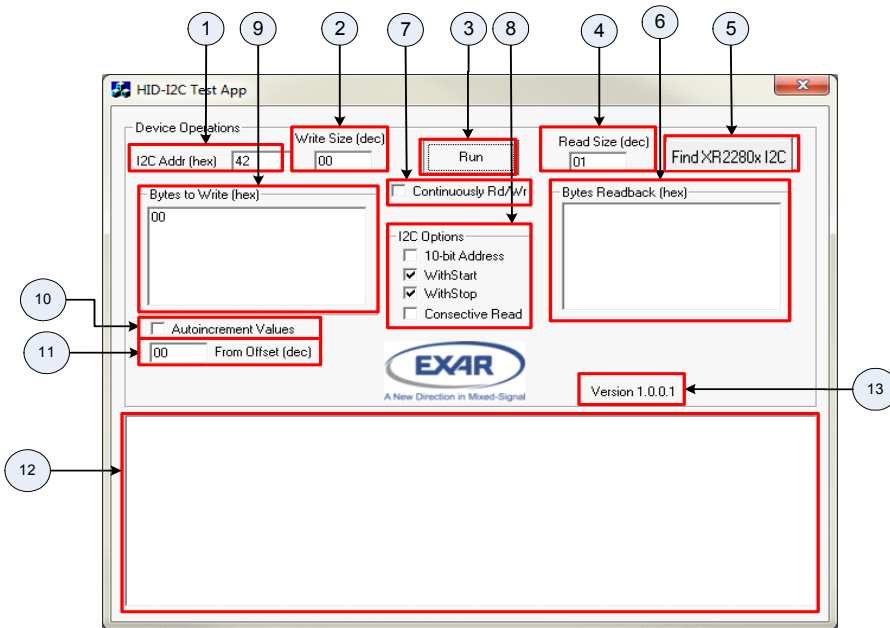 1
9
2
7
3
8
4
6
5
HID-I2C Test App
Device Operations
I2C Addr (hex)
42
Write Size (dec)
00
Run
Read Size (dec)
01
Find XR2280x I2C
Continuously Rd/Wr
Bytes to Write (hex)
00
Bytes Readback (hex)
I2C Options
10-bit Address
WithStart
WithStop
Consective Read
10
Autoincrement Values
11
00
From Offset (dec)
EXAR
A New Direction in Mixed-Signal
Version 1.0.0.1
13
12